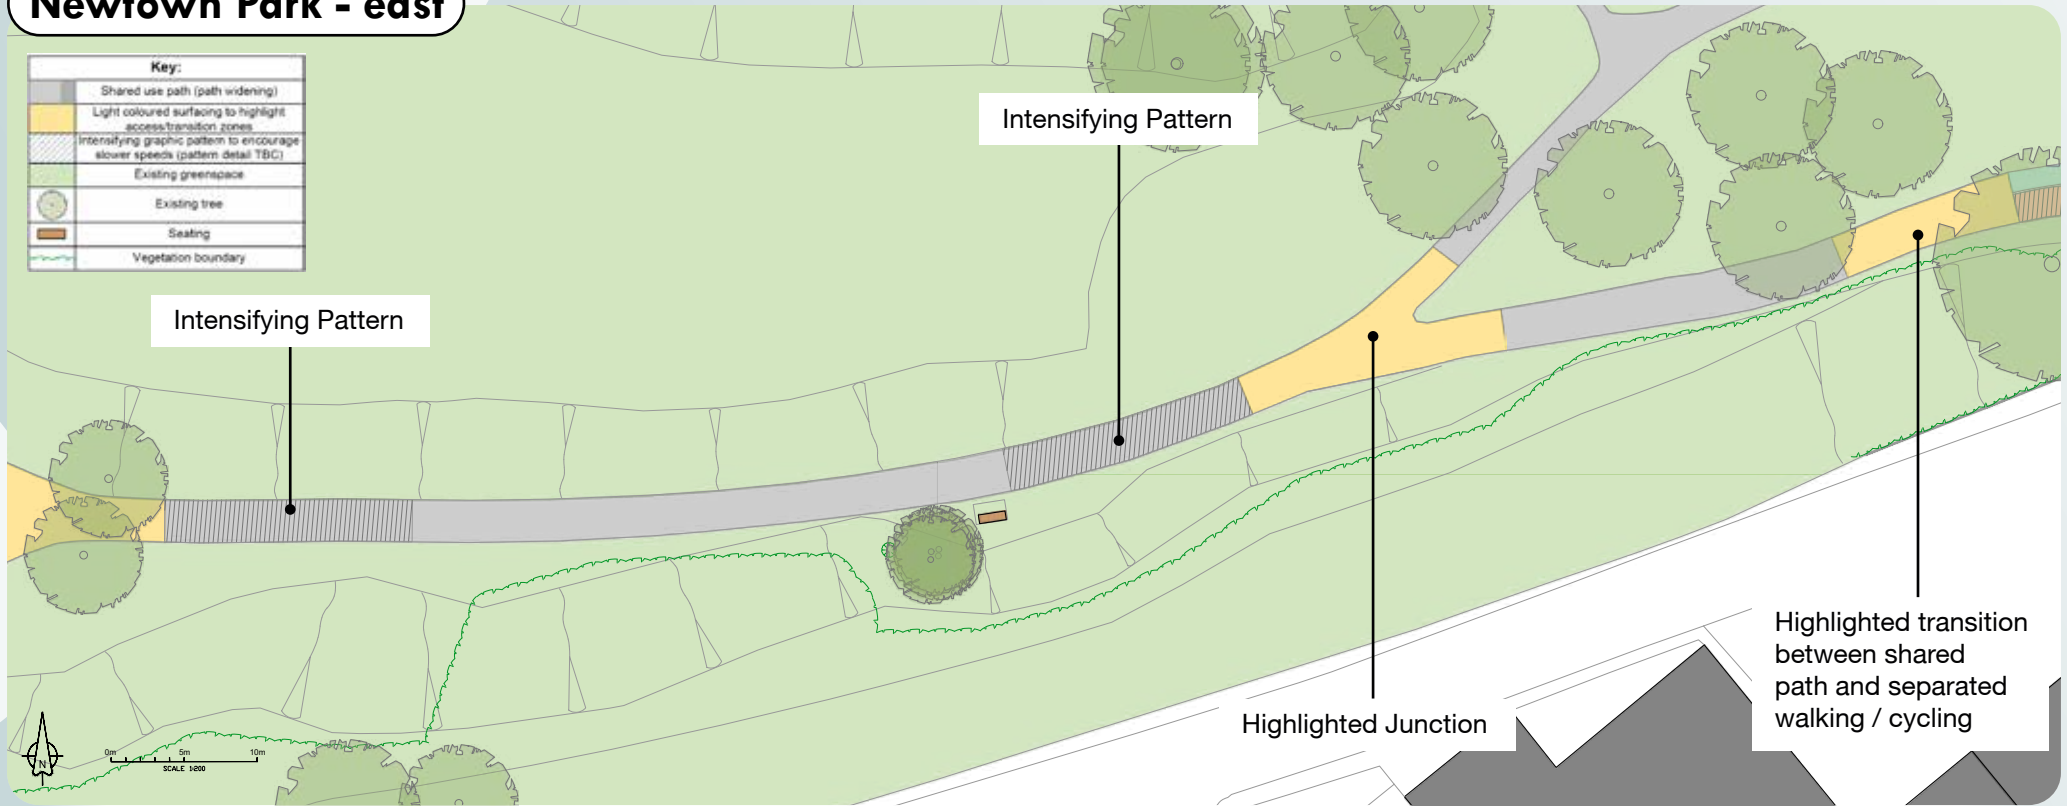 Newtown Park - east
Key:
Shared use path (path widening)
Light coloured surfacing to highlight
access/transition zones
Intensifying graphic pattern to encourage
slower speeds (pattern detail TBC)
Existing greenspace
Existing tree
Seating
Vegetation boundary
Intensifying Pattern
Intensifying Pattern
Highlighted Junction
Highlighted transition
between shared
path and separated
walking / cycling
N
0m 5m 10m
SCALE 1:200